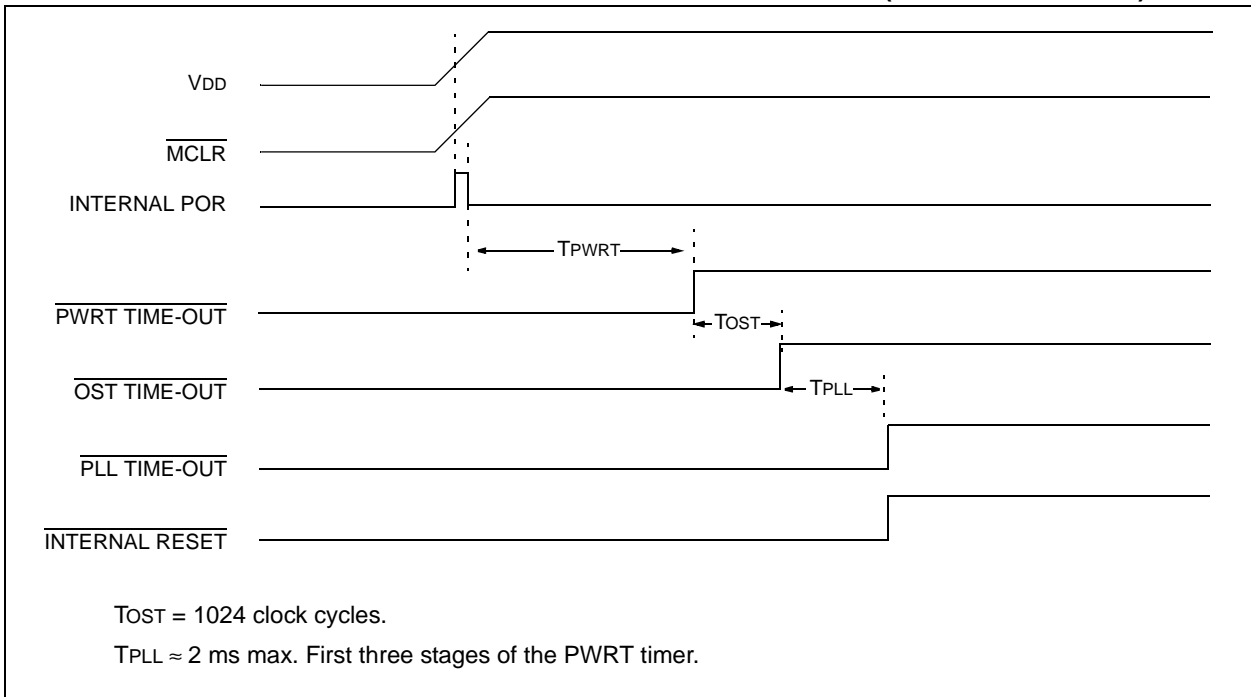 VDD
MCLR
INTERNAL POR
TPWRT
PWRT TIME-OUT
TOST
OST TIME-OUT
TPLL
PLL TIME-OUT
INTERNAL RESET
TOST = 1024 clock cycles.
TPLL ≈ 2 ms max. First three stages of the PWRT timer.